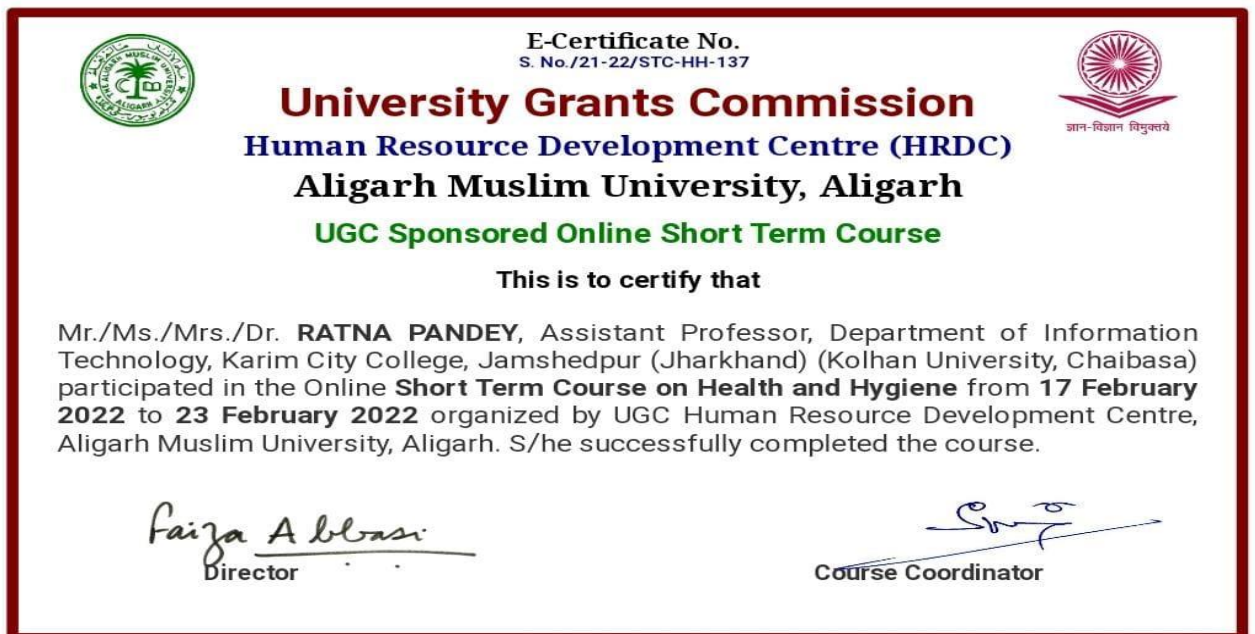 E-Certificate No.
S. No./21-22/STC-HH-137
University Grants Commission
Human Resource Development Centre (HRDC)
Aligarh Muslim University, Aligarh
ज्ञान-विज्ञान विमुक्तये
UGC Sponsored Online Short Term Course
This is to certify that
Mr./Ms./Mrs./Dr. RATNA PANDEY, Assistant Professor, Department of Information
Technology, Karim City College, Jamshedpur (Jharkhand) (Kolhan University, Chaibasa)
participated in the Online Short Term Course on Health and Hygiene from 17 February
2022 to 23 February 2022 organized by UGC Human Resource Development Centre,
Aligarh Muslim University, Aligarh. S/he successfully completed the course.
Faiza Abbasi
Director
Course Coordinator